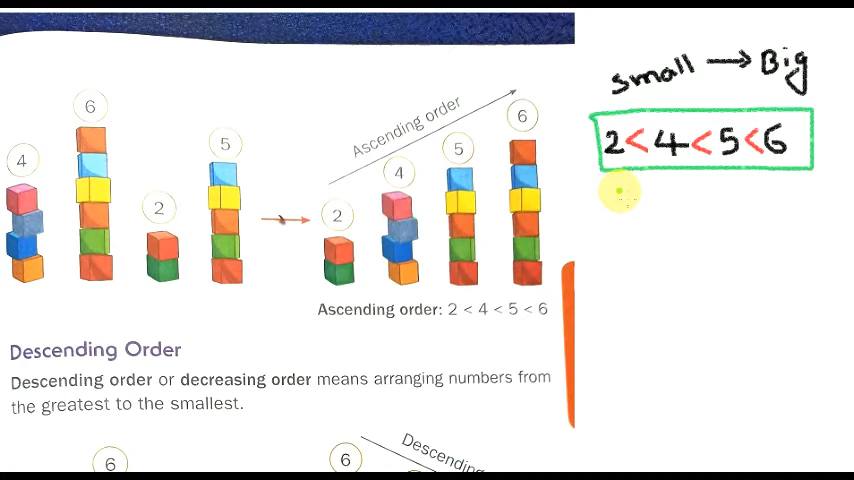 small → Big
2 < 4 < 5 < 6
6
4
5
2
Ascending order
2
4
5
6
Ascending order: 2 < 4 < 5 < 6
Descending Order
Descending order or decreasing order means arranging numbers from
the greatest to the smallest.
6
6
Descending